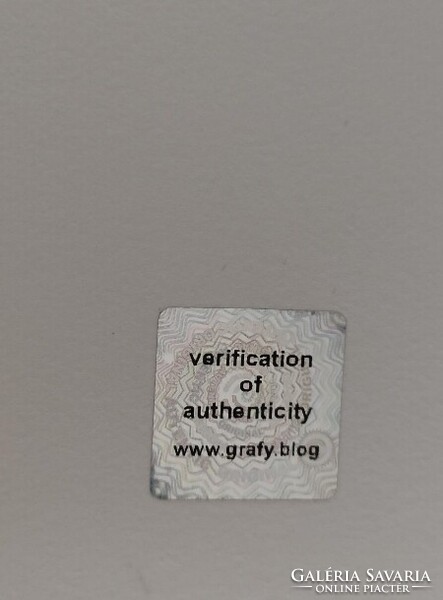 verification
of
authenticity
www.grafy.blog
GALÉRIA SAVARIA
ONLINE PIACTÉR